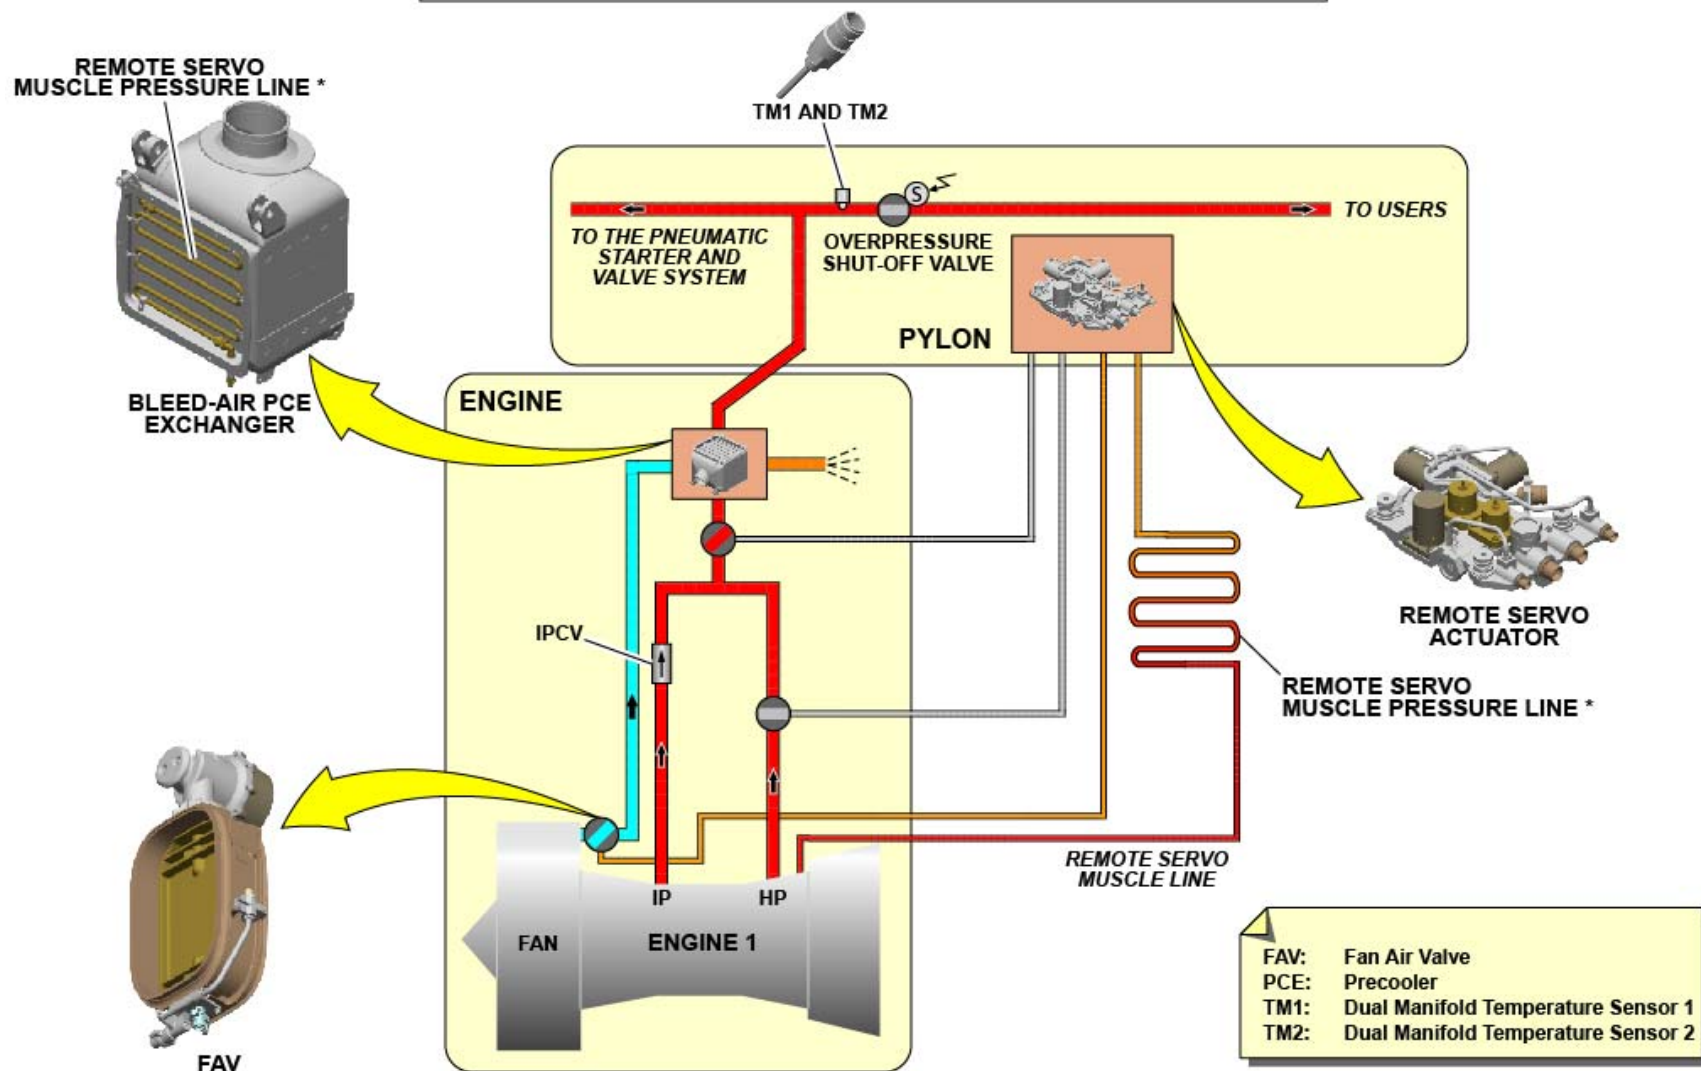 REMOTE SERVO
MUSCLE PRESSURE LINE *
TM1 AND TM2
S
TO USERS
TO THE PNEUMATIC
STARTER AND
VALVE SYSTEM
OVERPRESSURE
SHUT-OFF VALVE
PYLON
BLEED-AIR PCE
EXCHANGER
ENGINE
REMOTE SERVO
ACTUATOR
IPCV
REMOTE SERVO
MUSCLE PRESSURE LINE *
REMOTE SERVO
MUSCLE LINE
IP
HP
FAN
ENGINE 1
FAV
FAV: Fan Air Valve
PCE: Precooler
TM1: Dual Manifold Temperature Sensor 1
TM2: Dual Manifold Temperature Sensor 2